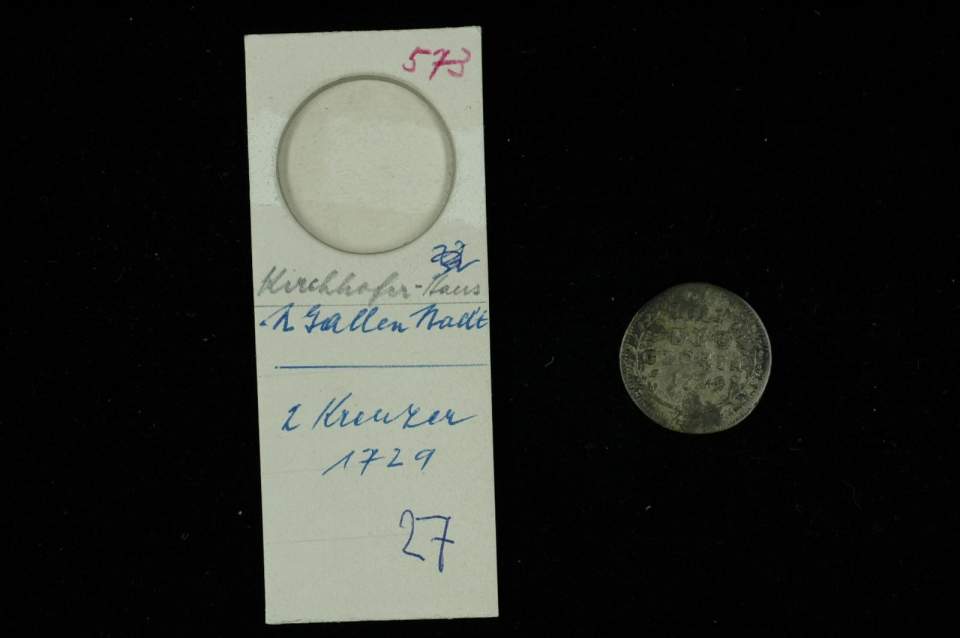 573
Kirchhofer-Haus
St Gallen Stadt
2 Kreuzer
1729
27